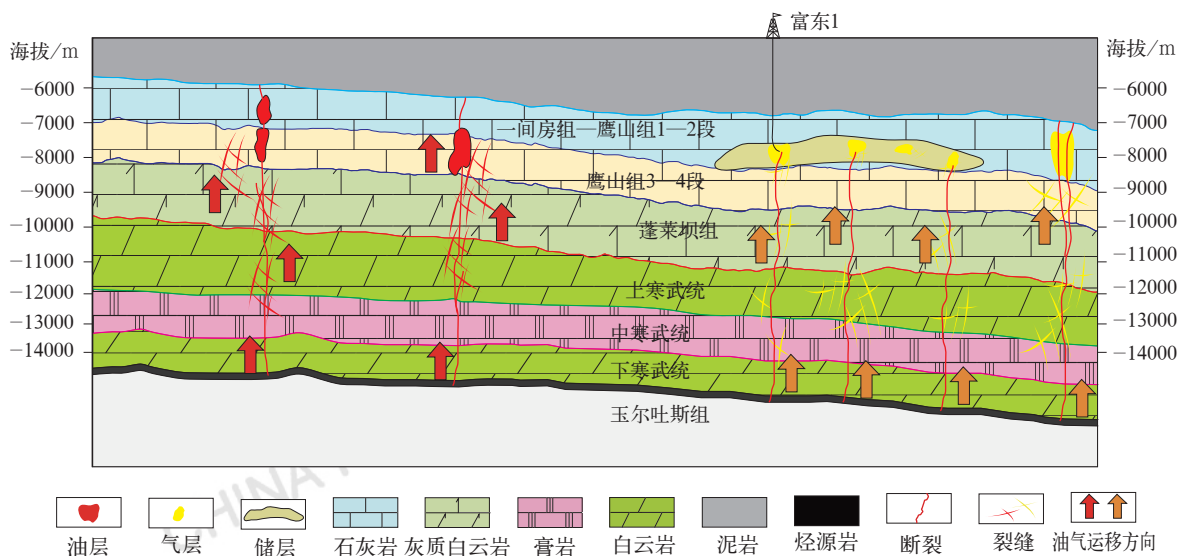 富东1
海拔/m
海拔/m
−6000
−7000
−8000
−9000
−10000
−11000
−12000
−13000
−14000
−6000
−7000
−8000
−9000
−10000
−11000
−12000
−13000
−14000
一间房组—鹰山组1—2段
鹰山组3—4段
蓬莱坝组
上寒武统
中寒武统
下寒武统
玉尔吐斯组
油层 气层 储层 石灰岩 灰质白云岩 膏岩 白云岩 泥岩 烃源岩 断裂 裂缝 油气运移方向